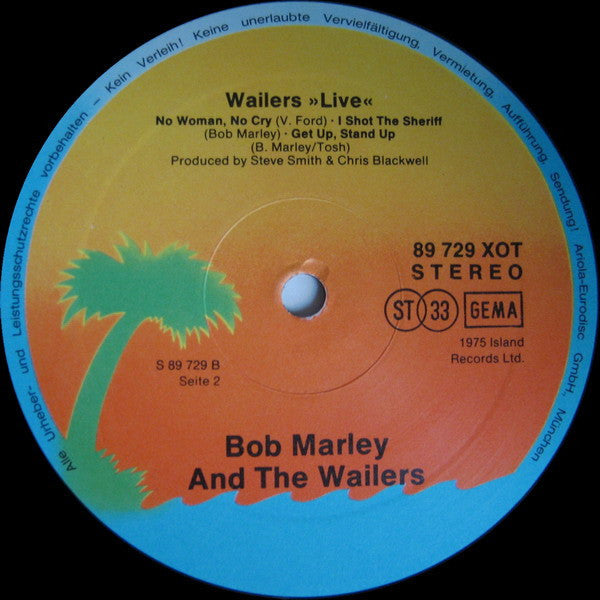 Alle Urheber- und Leistungsschutzrechte vorbehalten – Kein Verleih! Keine unerlaubte Vervielfältigung, Vermietung, Aufführung, Sendung! Ariola-Eurodisc GmbH, München
Wailers »Live«
No Woman, No Cry (V. Ford) · I Shot The Sheriff
(Bob Marley) · Get Up, Stand Up
(B. Marley/Tosh)
Produced by Steve Smith & Chris Blackwell
89 729 XOT
STEREO
ST 33 GEMA
1975 Island
Records Ltd.
S 89 729 B
Seite 2
Bob Marley
And The Wailers